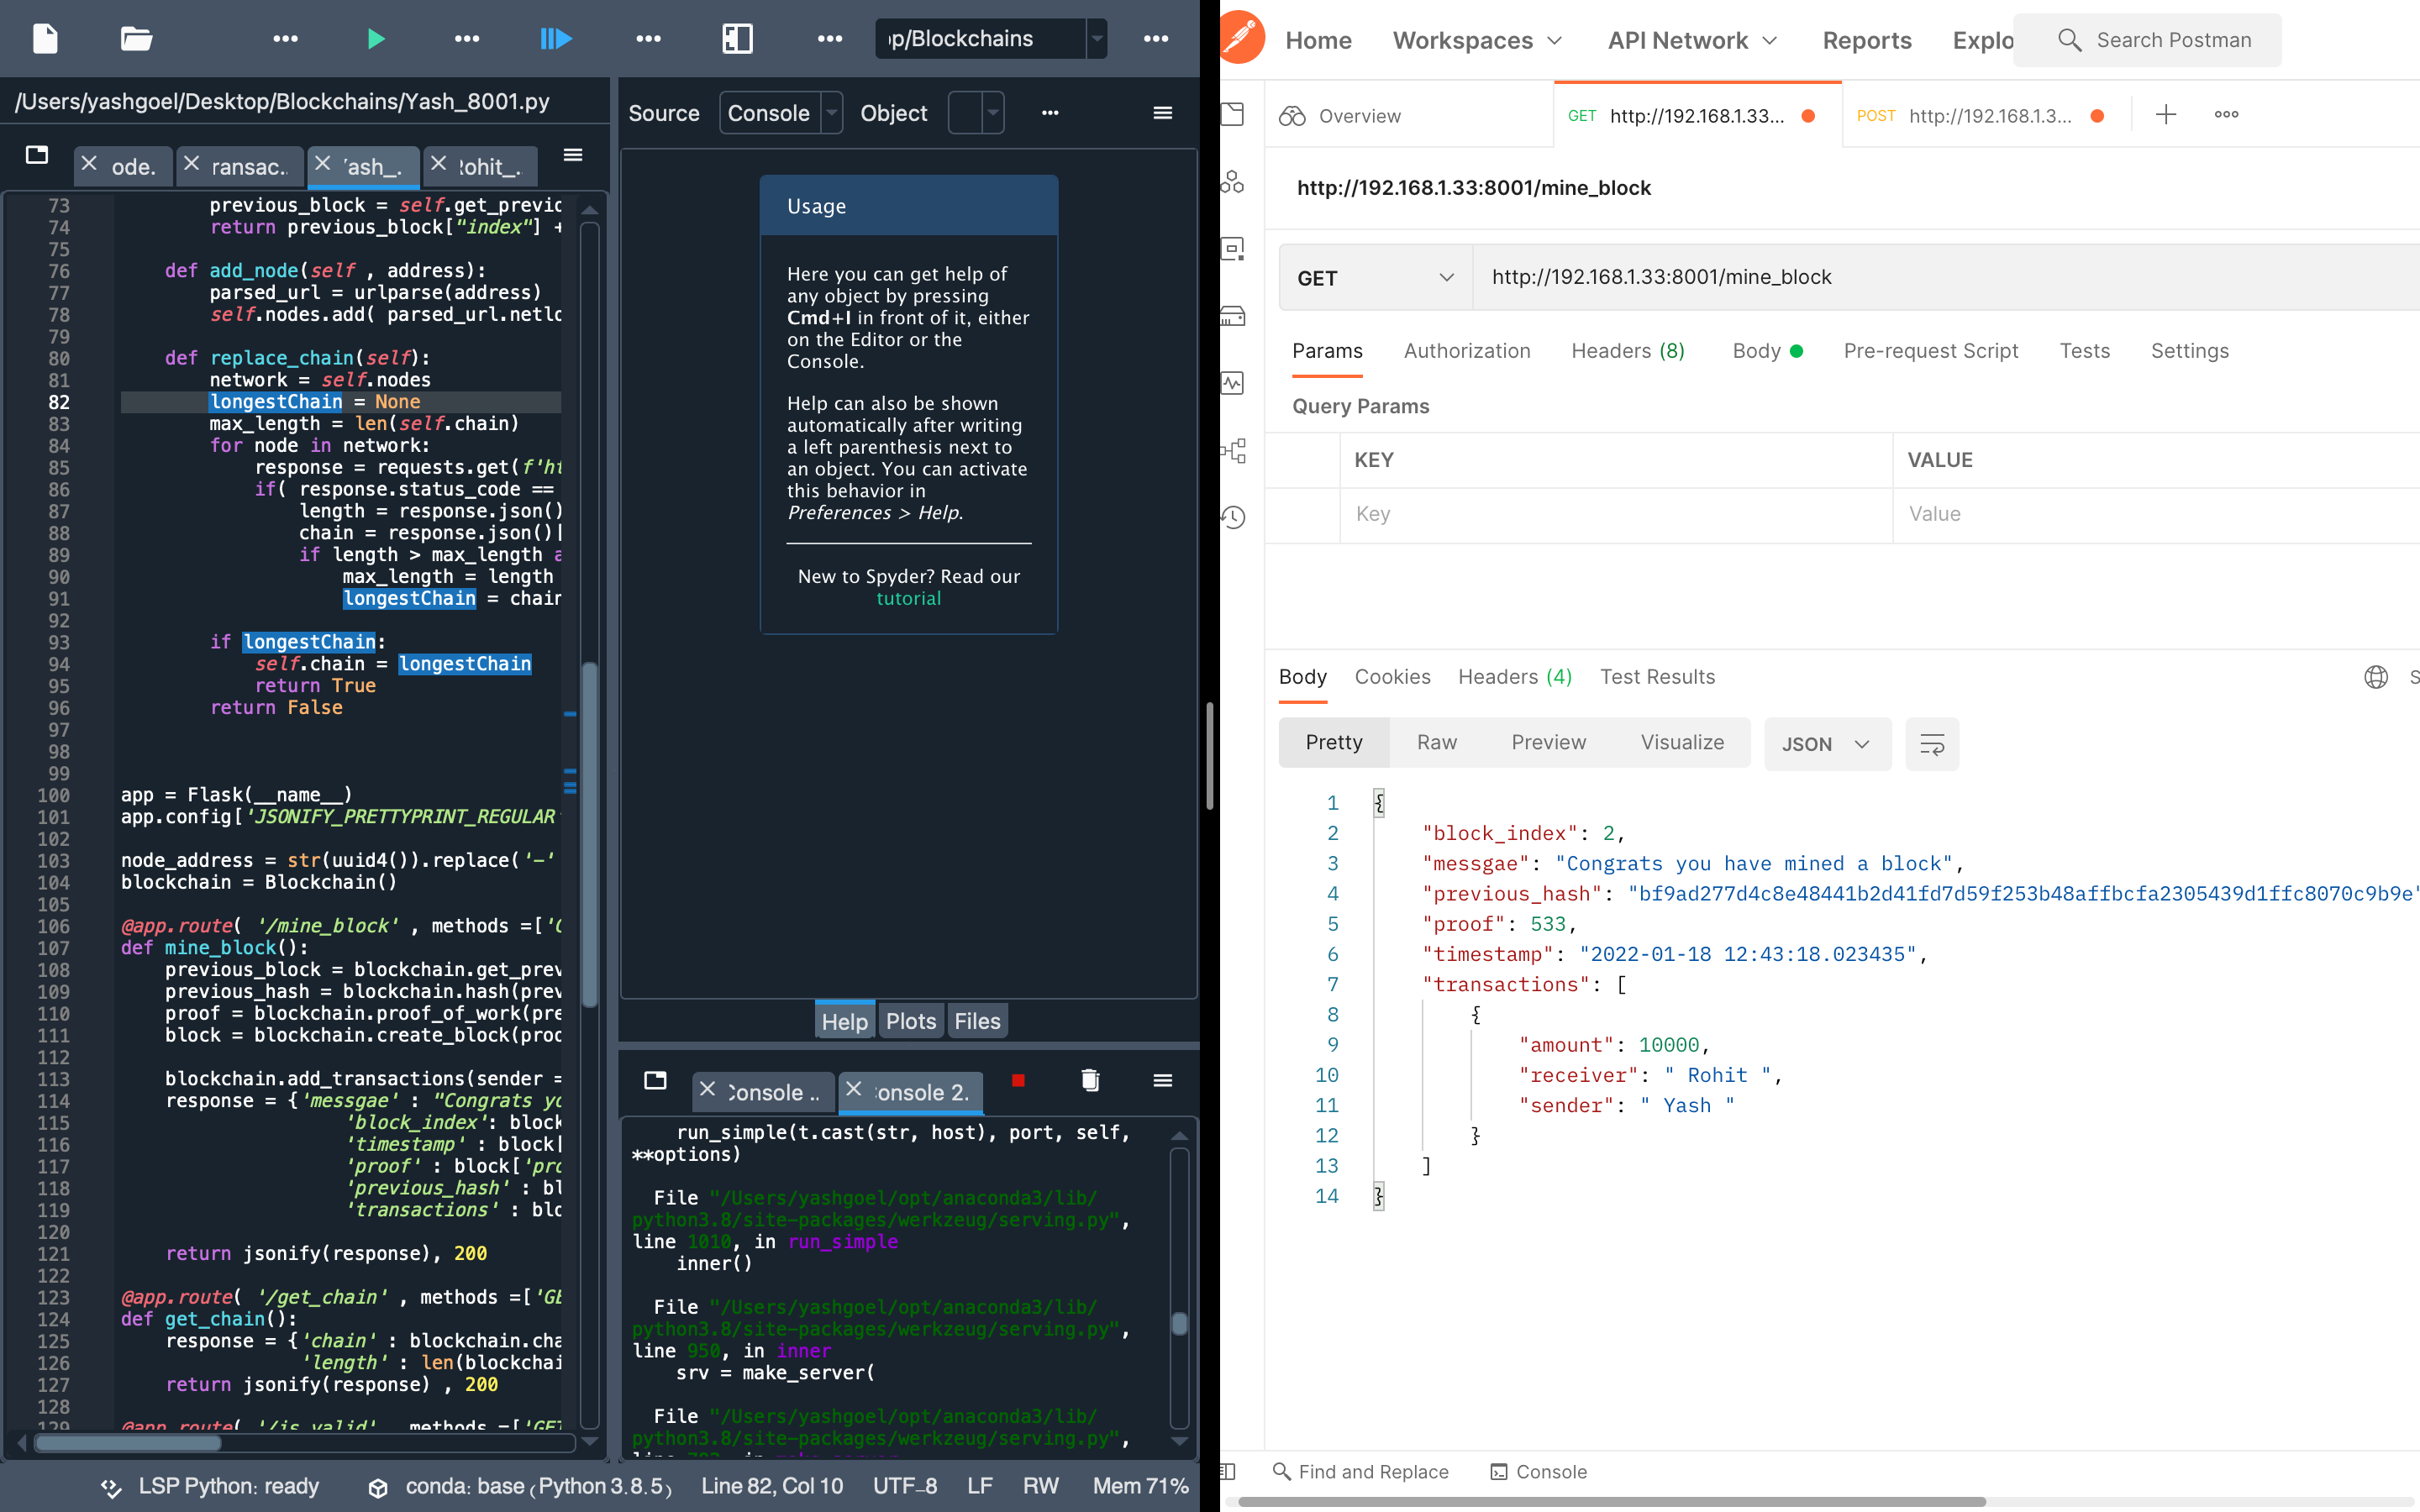 p/Blockchains
/Users/yashgoel/Desktop/Blockchains/Yash_8001.py
ode.
ransac..
ash_.
ohit_..
73 previous_block = self.get_previo
74 return previous_block["index"] +
75
76 def add_node(self , address):
77 parsed_url = urlparse(address)
78 self.nodes.add( parsed_url.netlo
79
80 def replace_chain(self):
81 network = self.nodes
82 longestChain = None
83 max_length = len(self.chain)
84 for node in network:
85 response = requests.get(f'ht
86 if( response.status_code ==
87 length = response.json()
88 chain = response.json()[
89 if length > max_length a
90 max_length = length
91 longestChain = chain
92
93 if longestChain:
94 self.chain = longestChain
95 return True
96 return False
97
98
99
100 app = Flask(__name__)
101 app.config['JSONIFY_PRETTYPRINT_REGULAR'
102
103 node_address = str(uuid4()).replace('-'
104 blockchain = Blockchain()
105
106 @app.route( '/mine_block' , methods =['G
107 def mine_block():
108 previous_block = blockchain.get_prev
109 previous_hash = blockchain.hash(prev
110 proof = blockchain.proof_of_work(pre
111 block = blockchain.create_block(proo
112
113 blockchain.add_transactions(sender =
114 response = {'messgae' : "Congrats yo
115 'block_index': block
116 'timestamp' : block[
117 'proof' : block['pro
118 'previous_hash' : bl
119 'transactions' : blo
120
121 return jsonify(response), 200
122
123 @app.route( '/get_chain' , methods =['GE
124 def get_chain():
125 response = {'chain' : blockchain.cha
126 'length' : len(blockchai
127 return jsonify(response) , 200
128
129 @app.route( '/is_valid' , methods =['GET
Source Console Object
Usage
Here you can get help of
any object by pressing
Cmd+I in front of it, either
on the Editor or the
Console.
Help can also be shown
automatically after writing
a left parenthesis next to
an object. You can activate
this behavior in
Preferences > Help.
New to Spyder? Read our
tutorial
Help Plots Files
Console ..
onsole 2.
run_simple(t.cast(str, host), port, self,
**options)
File "/Users/yashgoel/opt/anaconda3/lib/
python3.8/site-packages/werkzeug/serving.py",
line 1010, in run_simple
inner()
File "/Users/yashgoel/opt/anaconda3/lib/
python3.8/site-packages/werkzeug/serving.py",
line 950, in inner
srv = make_server(
File "/Users/yashgoel/opt/anaconda3/lib/
python3.8/site-packages/werkzeug/serving.py",
LSP Python: ready
conda: base (Python 3.8.5)
Line 82, Col 10
UTF-8
LF
RW
Mem 71%
Home Workspaces API Network Reports Explo
Search Postman
Overview
GET http://192.168.1.33...
POST http://192.168.1.3...
http://192.168.1.33:8001/mine_block
GET
http://192.168.1.33:8001/mine_block
Params Authorization Headers (8) Body Pre-request Script Tests Settings
Query Params
KEY VALUE
Key Value
Body Cookies Headers (4) Test Results S
Pretty Raw Preview Visualize JSON
1 {
2 "block_index": 2,
3 "messgae": "Congrats you have mined a block",
4 "previous_hash": "bf9ad277d4c8e48441b2d41fd7d59f253b48affbcfa2305439d1ffc8070c9b9e"
5 "proof": 533,
6 "timestamp": "2022-01-18 12:43:18.023435",
7 "transactions": [
8 {
9 "amount": 10000,
10 "receiver": " Rohit ",
11 "sender": " Yash "
12 }
13 ]
14 }
Find and Replace
Console